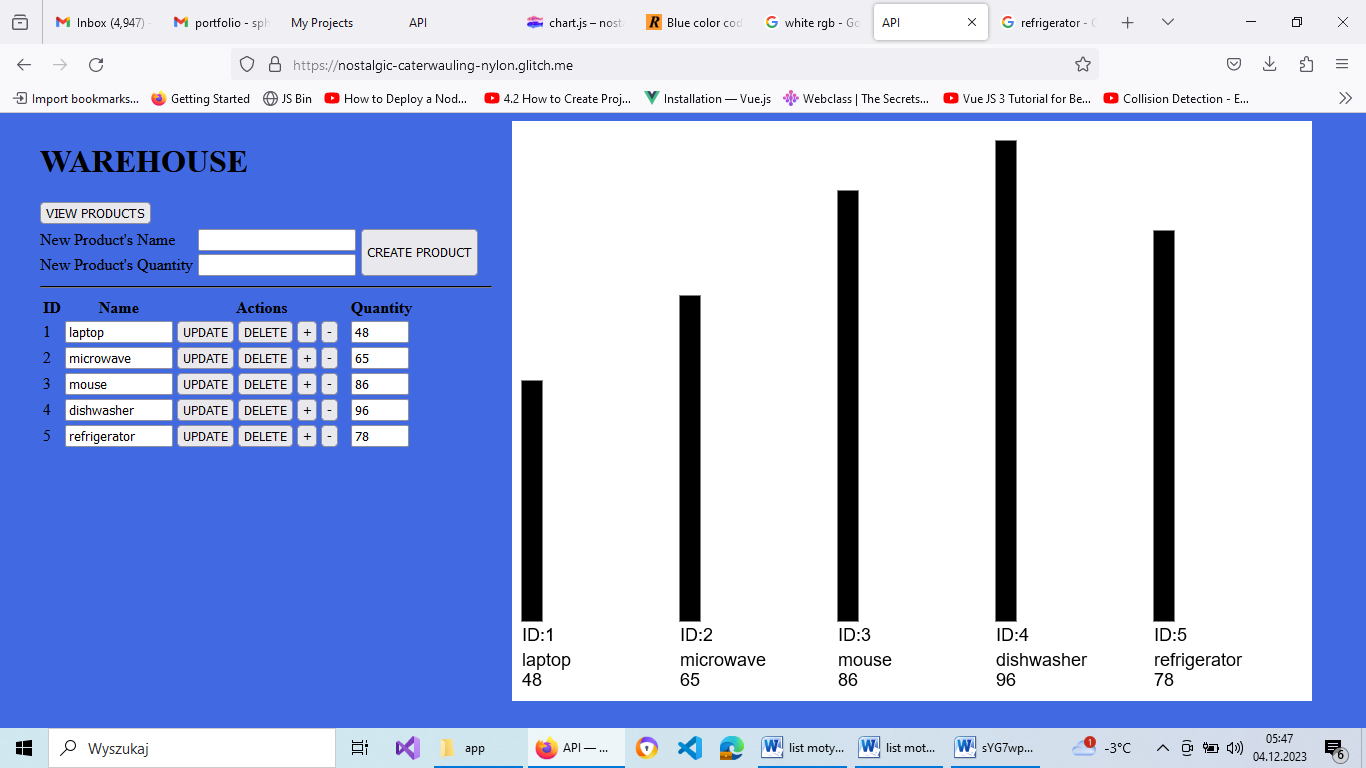 Inbox (4,947)
portfolio - sph
My Projects
API
chart.js – nost
Blue color cod
white rgb - Go
API
refrigerator - G
https://nostalgic-caterwauling-nylon.glitch.me
Import bookmarks...
Getting Started
JS Bin
How to Deploy a Nod...
4.2 How to Create Proj...
Installation — Vue.js
Webclass | The Secrets...
Vue JS 3 Tutorial for Be...
Collision Detection - E...
WAREHOUSE
VIEW PRODUCTS
New Product's Name
New Product's Quantity
CREATE PRODUCT
ID Name Actions Quantity
1 laptop UPDATE DELETE + - 48
2 microwave UPDATE DELETE + - 65
3 mouse UPDATE DELETE + - 86
4 dishwasher UPDATE DELETE + - 96
5 refrigerator UPDATE DELETE + - 78
ID:1 ID:2 ID:3 ID:4 ID:5
laptop microwave mouse dishwasher refrigerator
48 65 86 96 78
Wyszukaj
app
API — ...
list moty...
list mot...
sYG7wp...
1
-3°C
05:47
04.12.2023
6